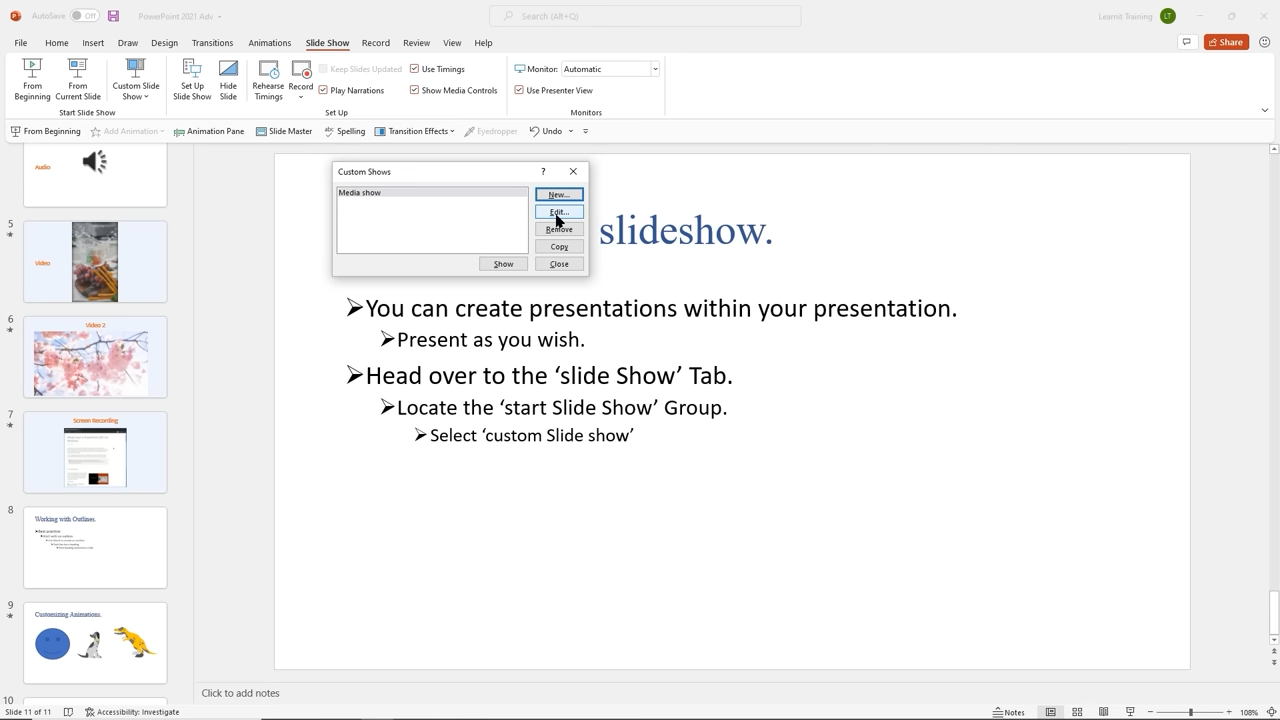 AutoSave Off PowerPoint 2021 Adv Search (Alt+Q) Learnit Training LT
File Home Insert Draw Design Transitions Animations Slide Show Record Review View Help Share
From Beginning
From Current Slide
Custom Slide Show
Set Up Slide Show
Hide Slide
Rehearse Timings
Record
Keep Slides Updated
Play Narrations
Use Timings
Show Media Controls
Monitor: Automatic
Use Presenter View
Start Slide Show Set Up Monitors
From Beginning Add Animation Animation Pane Slide Master Spelling Transition Effects Eyedropper Undo
Audio
5
Video
6
Video 2
7
Screen Recording
8
Working with Outlines.
9
Customizing Animations.
10
Custom Shows ?
Media show
New...
Edit...
Remove
Copy
Show Close
slideshow.
You can create presentations within your presentation.
Present as you wish.
Head over to the ‘slide Show’ Tab.
Locate the ‘start Slide Show’ Group.
Select ‘custom Slide show’
Click to add notes
Slide 11 of 11 Accessibility: Investigate Notes 108%